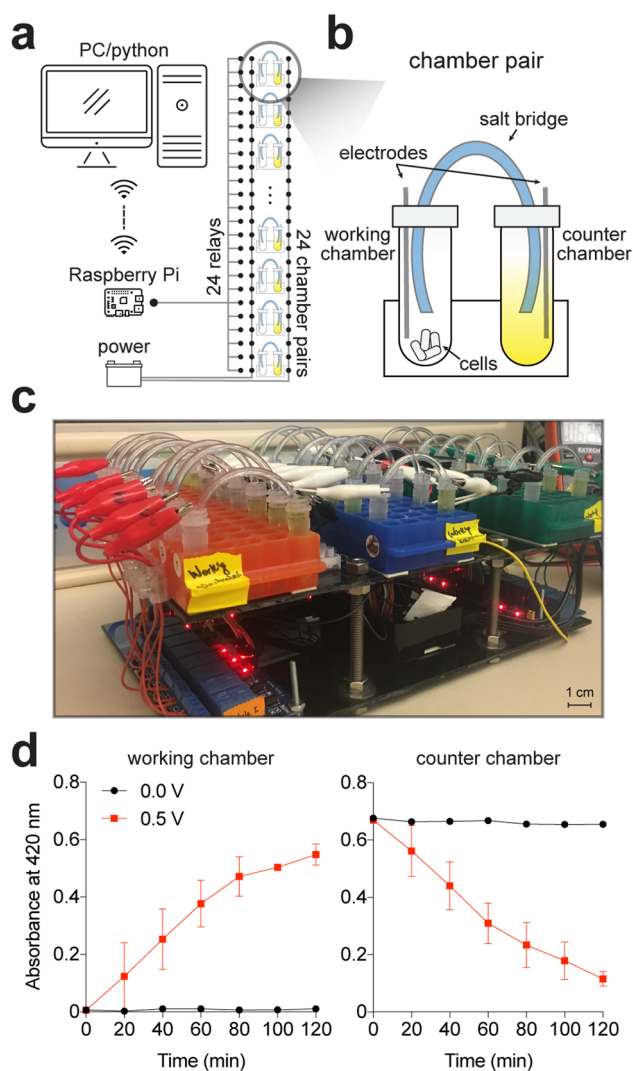 a
PC/python
Raspberry Pi
power
24 relays
24 chamber pairs
b
chamber pair
salt bridge
electrodes
working
chamber
counter
chamber
cells
c
Working
1 cm
d
working chamber
counter chamber
0.0 V
0.5 V
Absorbance at 420 nm
0.8
0.6
0.4
0.2
0
0 20 40 60 80 100 120
Time (min)
0.8
0.6
0.4
0.2
0
0 20 40 60 80 100 120
Time (min)